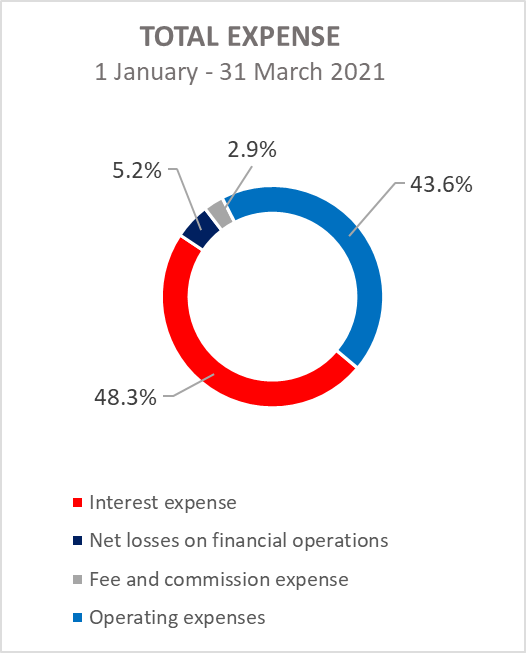 TOTAL EXPENSE
1 January - 31 March 2021
2.9%
5.2%
43.6%
48.3%
Interest expense
Net losses on financial operations
Fee and commission expense
Operating expenses